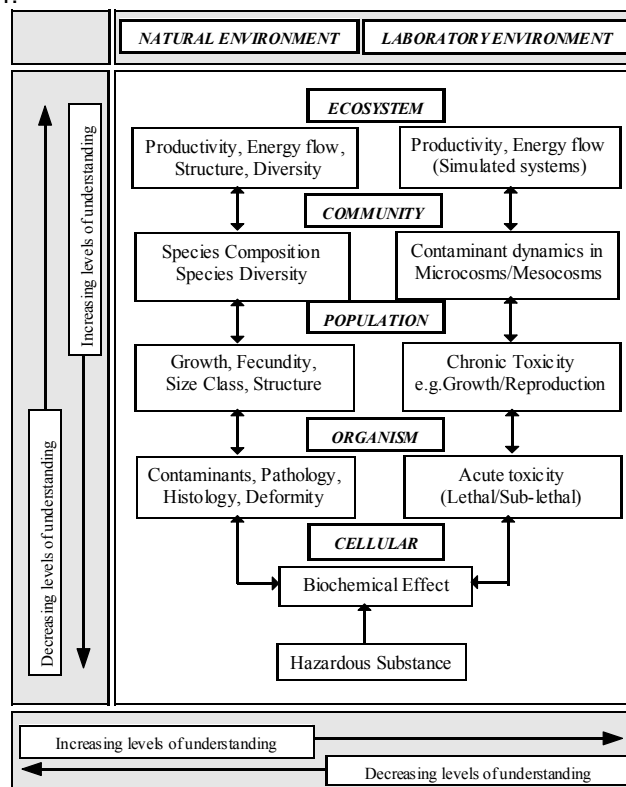 NATURAL ENVIRONMENT
LABORATORY ENVIRONMENT
Increasing levels of understanding
Decreasing levels of understanding
ECOSYSTEM
Productivity, Energy flow,
Structure, Diversity
Productivity, Energy flow
(Simulated systems)
COMMUNITY
Species Composition
Species Diversity
Contaminant dynamics in
Microcosms/Mesocosms
POPULATION
Growth, Fecundity,
Size Class, Structure
Chronic Toxicity
e.g.Growth/Reproduction
ORGANISM
Contaminants, Pathology,
Histology, Deformity
Acute toxicity
(Lethal/Sub-lethal)
CELLULAR
Biochemical Effect
Hazardous Substance
Increasing levels of understanding
Decreasing levels of understanding